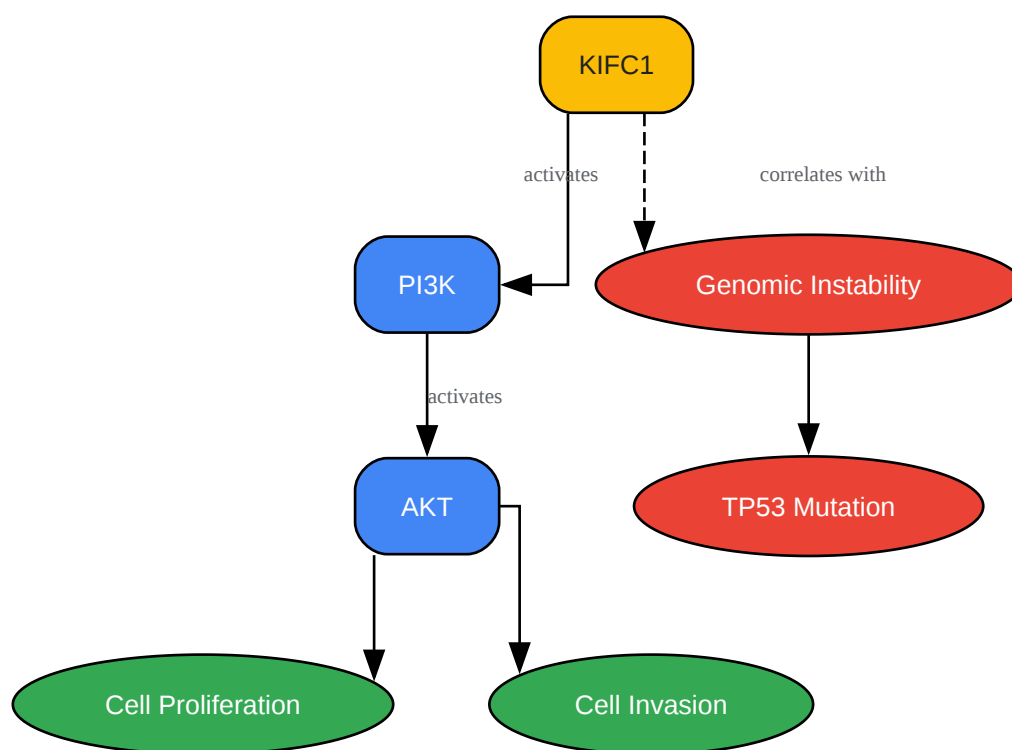 KIFC1
activates
correlates with
PI3K
Genomic Instability
activates
AKT
TP53 Mutation
Cell Proliferation
Cell Invasion